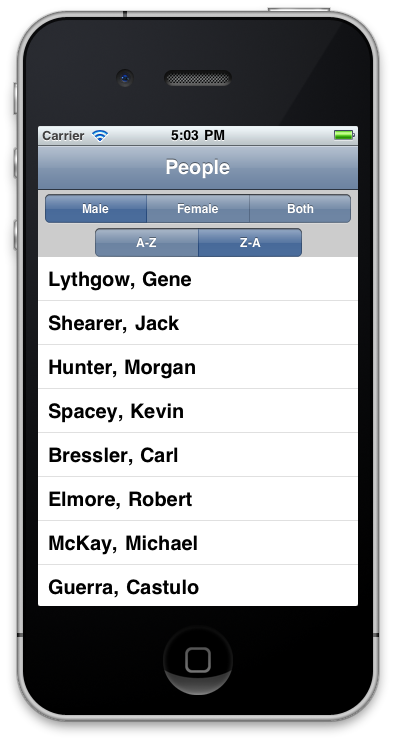 Carrier 5:03 PM
People
Male Female Both
A-Z Z-A
Lythgow, Gene
Shearer, Jack
Hunter, Morgan
Spacey, Kevin
Bressler, Carl
Elmore, Robert
McKay, Michael
Guerra, Castulo